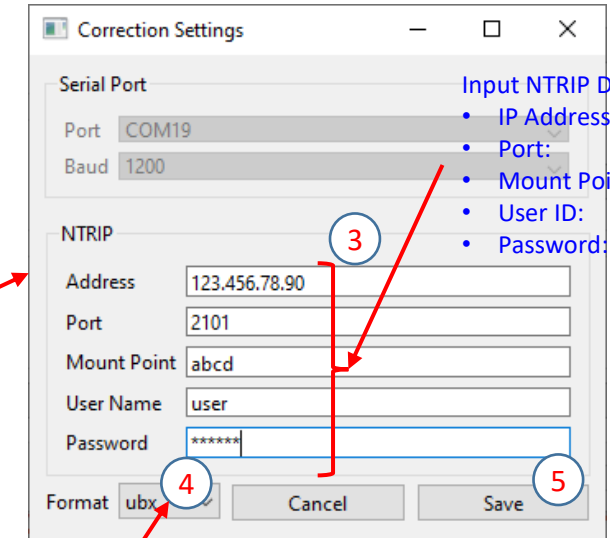 Correction Settings
Serial Port
Port COM19
Baud 1200
Input NTRIP D
• IP Address
• Port:
• Mount Poi
• User ID:
• Password:
NTRIP
3
Address 123.456.78.90
Port 2101
Mount Point abcd
User Name user
Password ******
4
5
Format ubx Cancel Save